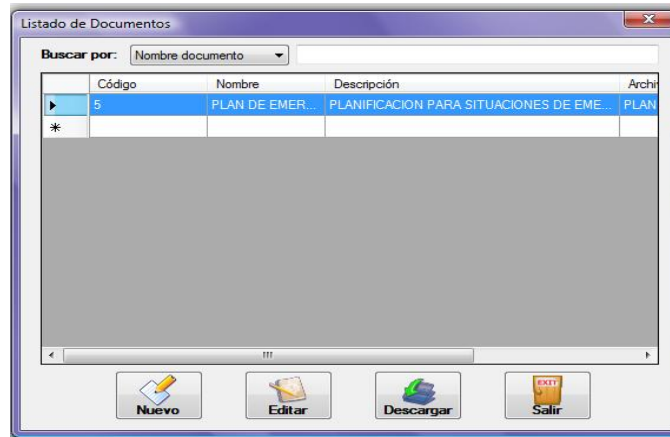 Listado de Documentos
Buscar por: Nombre documento
Código Nombre Descripción Archi
5 PLAN DE EMER... PLANIFICACION PARA SITUACIONES DE EME... PLAN
Nuevo Editar Descargar EXIT Salir